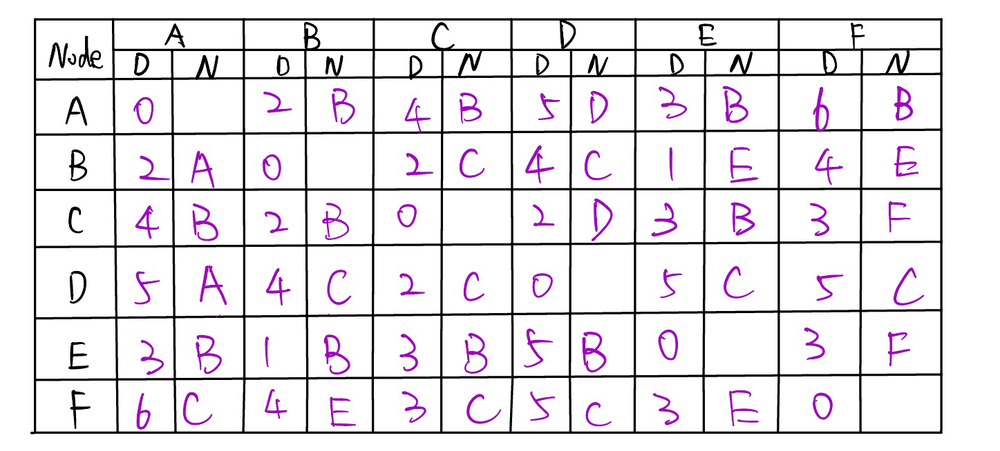 Node A B C D E F
D N D N D N D N D N D N
A 0 2 B 4 B 5 D 3 B 6 B
B 2 A 0 2 C 4 C 1 E 4 E
C 4 B 2 B 0 2 D 3 B 3 F
D 5 A 4 C 2 C 0 5 C 5 C
E 3 B 1 B 3 B 5 B 0 3 F
F 6 C 4 E 3 C 5 C 3 E 0